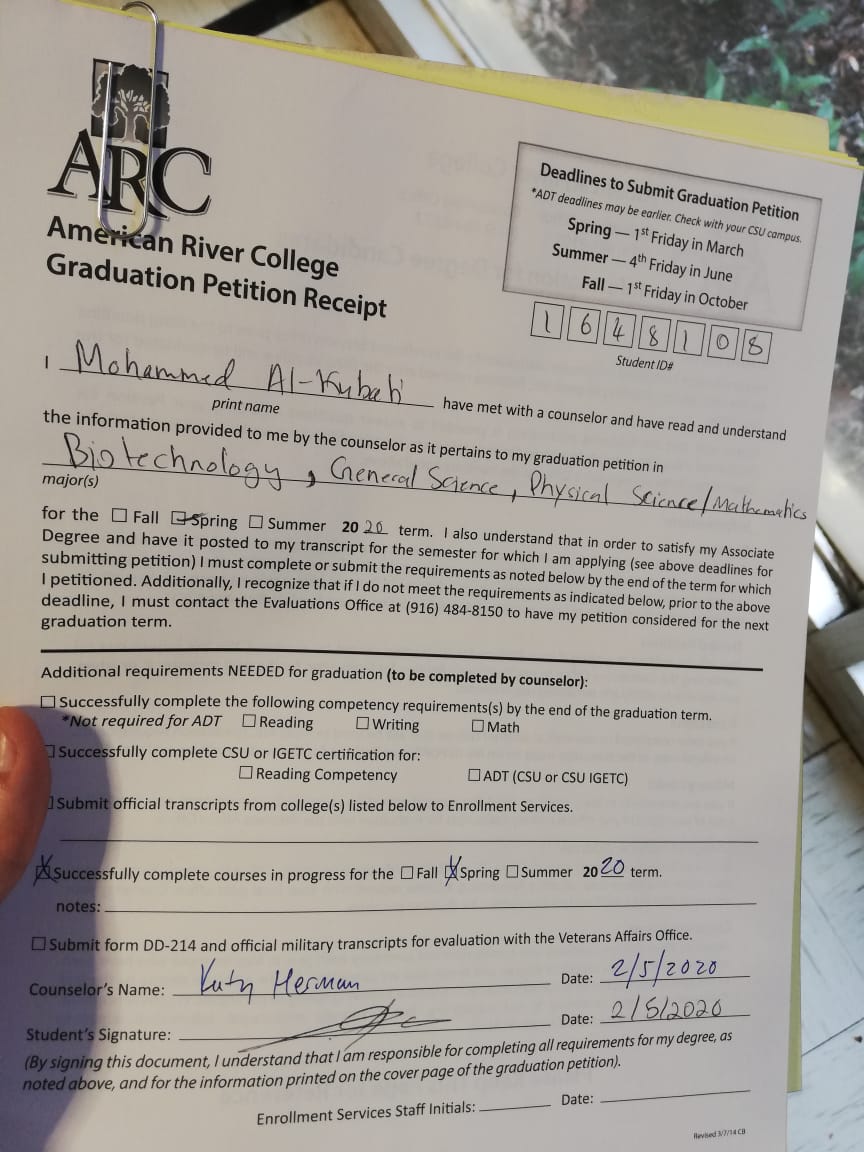 ARC
American River College
Graduation Petition Receipt
Deadlines to Submit Graduation Petition
*ADT deadlines may be earlier. Check with your CSU campus.
Spring — 1st Friday in March
Summer — 4th Friday in June
Fall — 1st Friday in October
1 6 4 8 1 0 8
Student ID#
I Mohammed Al-Kubati have met with a counselor and have read and understand
print name
the information provided to me by the counselor as it pertains to my graduation petition in
Biotechnology, General Science, Physical Science/Mathematics
major(s)
for the ☐ Fall ☒ Spring ☐ Summer 2020 term. I also understand that in order to satisfy my Associate
Degree and have it posted to my transcript for the semester for which I am applying (see above deadlines for
submitting petition) I must complete or submit the requirements as noted below by the end of the term for which
I petitioned. Additionally, I recognize that if I do not meet the requirements as indicated below, prior to the above
deadline, I must contact the Evaluations Office at (916) 484-8150 to have my petition considered for the next
graduation term.
Additional requirements NEEDED for graduation (to be completed by counselor):
☐ Successfully complete the following competency requirements(s) by the end of the graduation term.
*Not required for ADT ☐ Reading ☐ Writing ☐ Math
☐ Successfully complete CSU or IGETC certification for:
☐ Reading Competency ☐ ADT (CSU or CSU IGETC)
☐ Submit official transcripts from college(s) listed below to Enrollment Services.
☒ Successfully complete courses in progress for the ☐ Fall ☒ Spring ☐ Summer 2020 term.
notes:
☐ Submit form DD-214 and official military transcripts for evaluation with the Veterans Affairs Office.
Counselor's Name: Herman Date: 2/5/2020
Student's Signature: Date: 2/5/2020
(By signing this document, I understand that I am responsible for completing all requirements for my degree, as
noted above, and for the information printed on the cover page of the graduation petition).
Enrollment Services Staff Initials: Date:
Revised 3/7/14 CB